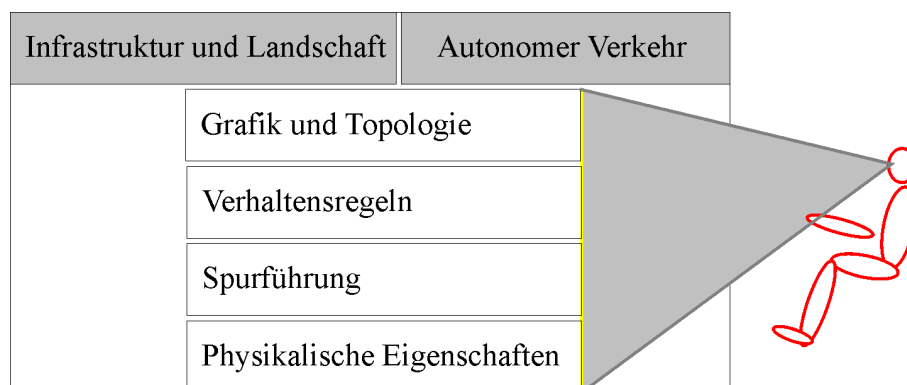 Infrastruktur und Landschaft
Autonomer Verkehr
Grafik und Topologie
Verhaltensregeln
Spurführung
Physikalische Eigenschaften